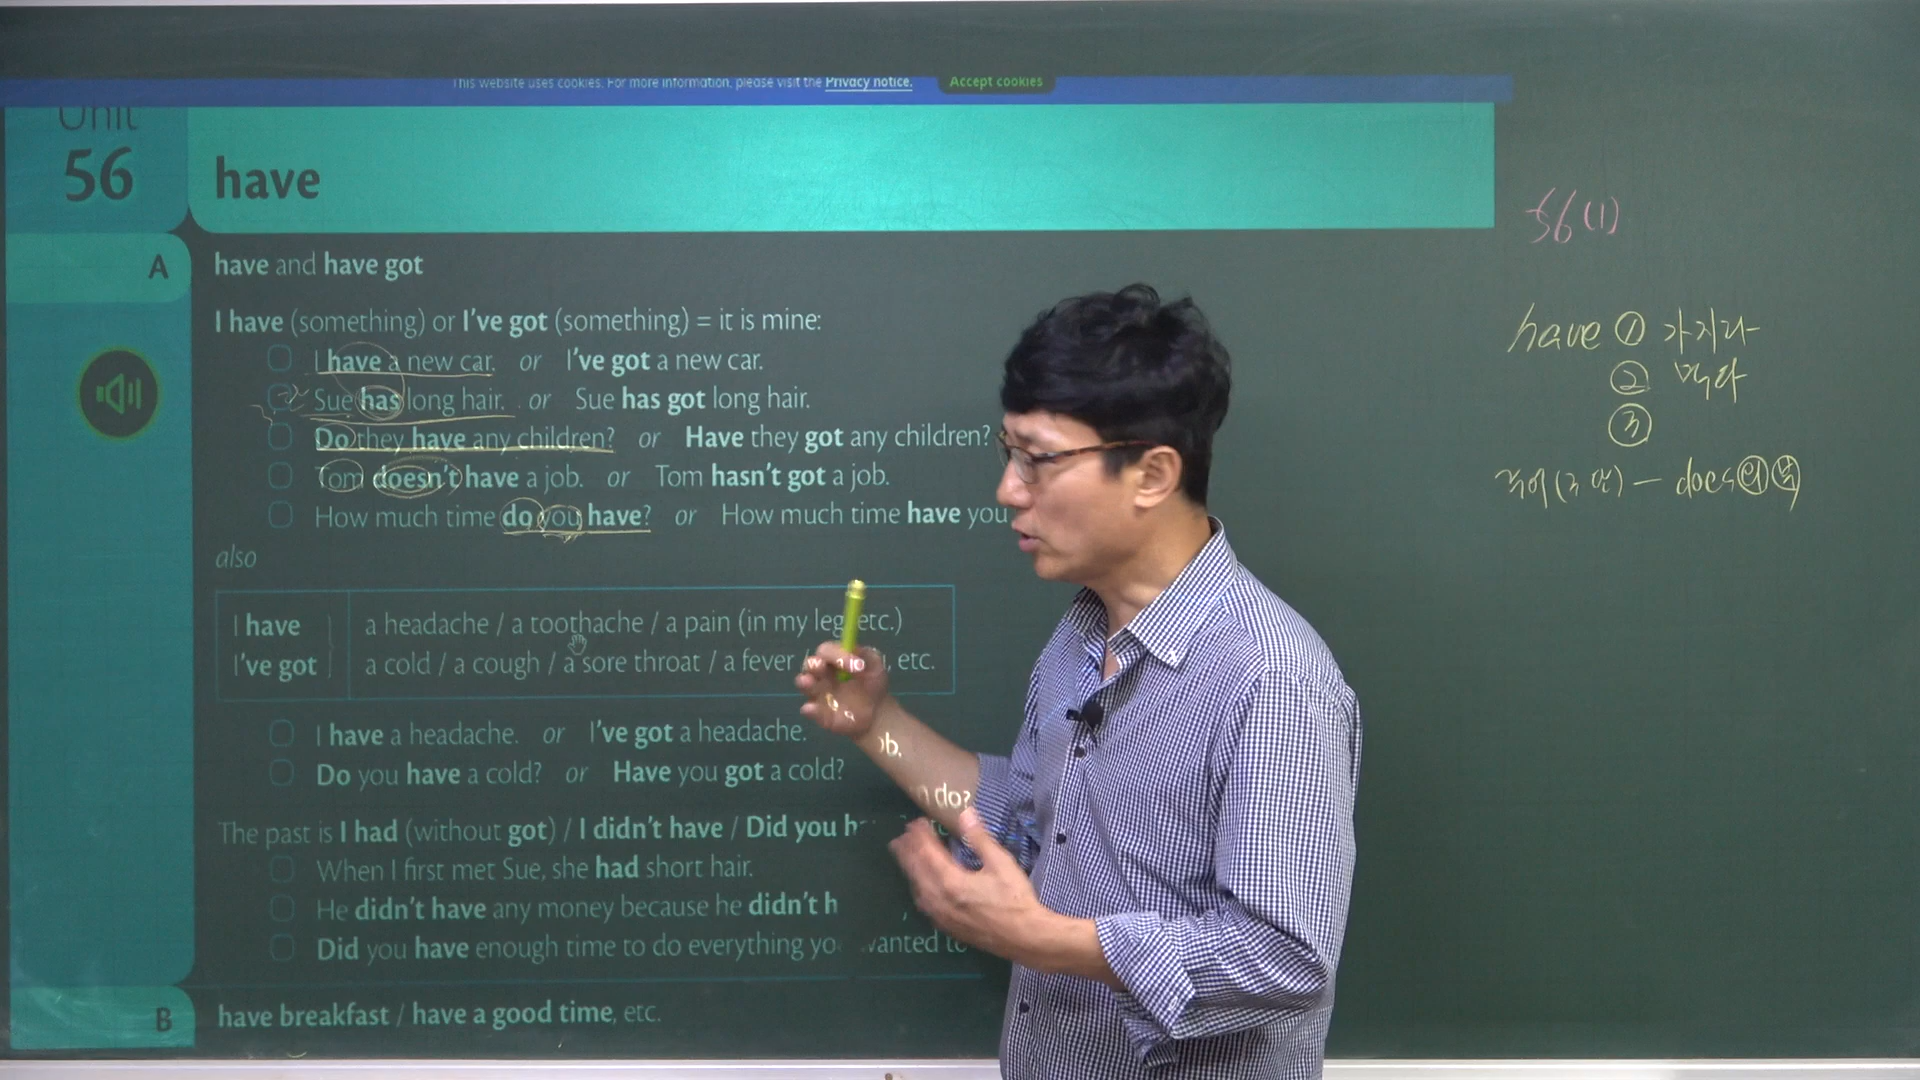 This website uses cookies. For more information, please visit the Privacy notice. Accept cookies
Unit
56
have
A
have and have got
I have (something) or I've got (something) = it is mine:
I have a new car. or I've got a new car.
Sue has long hair. or Sue has got long hair.
Do they have any children? or Have they got any children?
Tom doesn't have a job. or Tom hasn't got a job.
How much time do you have? or How much time have you
also
I have
I've got
a headache / a toothache / a pain (in my leg etc.)
a cold / a cough / a sore throat / a fever / etc.
I have a headache. or I've got a headache.
Do you have a cold? or Have you got a cold?
The past is I had (without got) / I didn't have / Did you
When I first met Sue, she had short hair.
He didn't have any money because he didn't
ob.
Did you have enough time to do everything wanted to
do?
B
have breakfast / have a good time, etc.
56(1)
have ① 가지다
② 먹다
③
주어(3인) - does 의 부